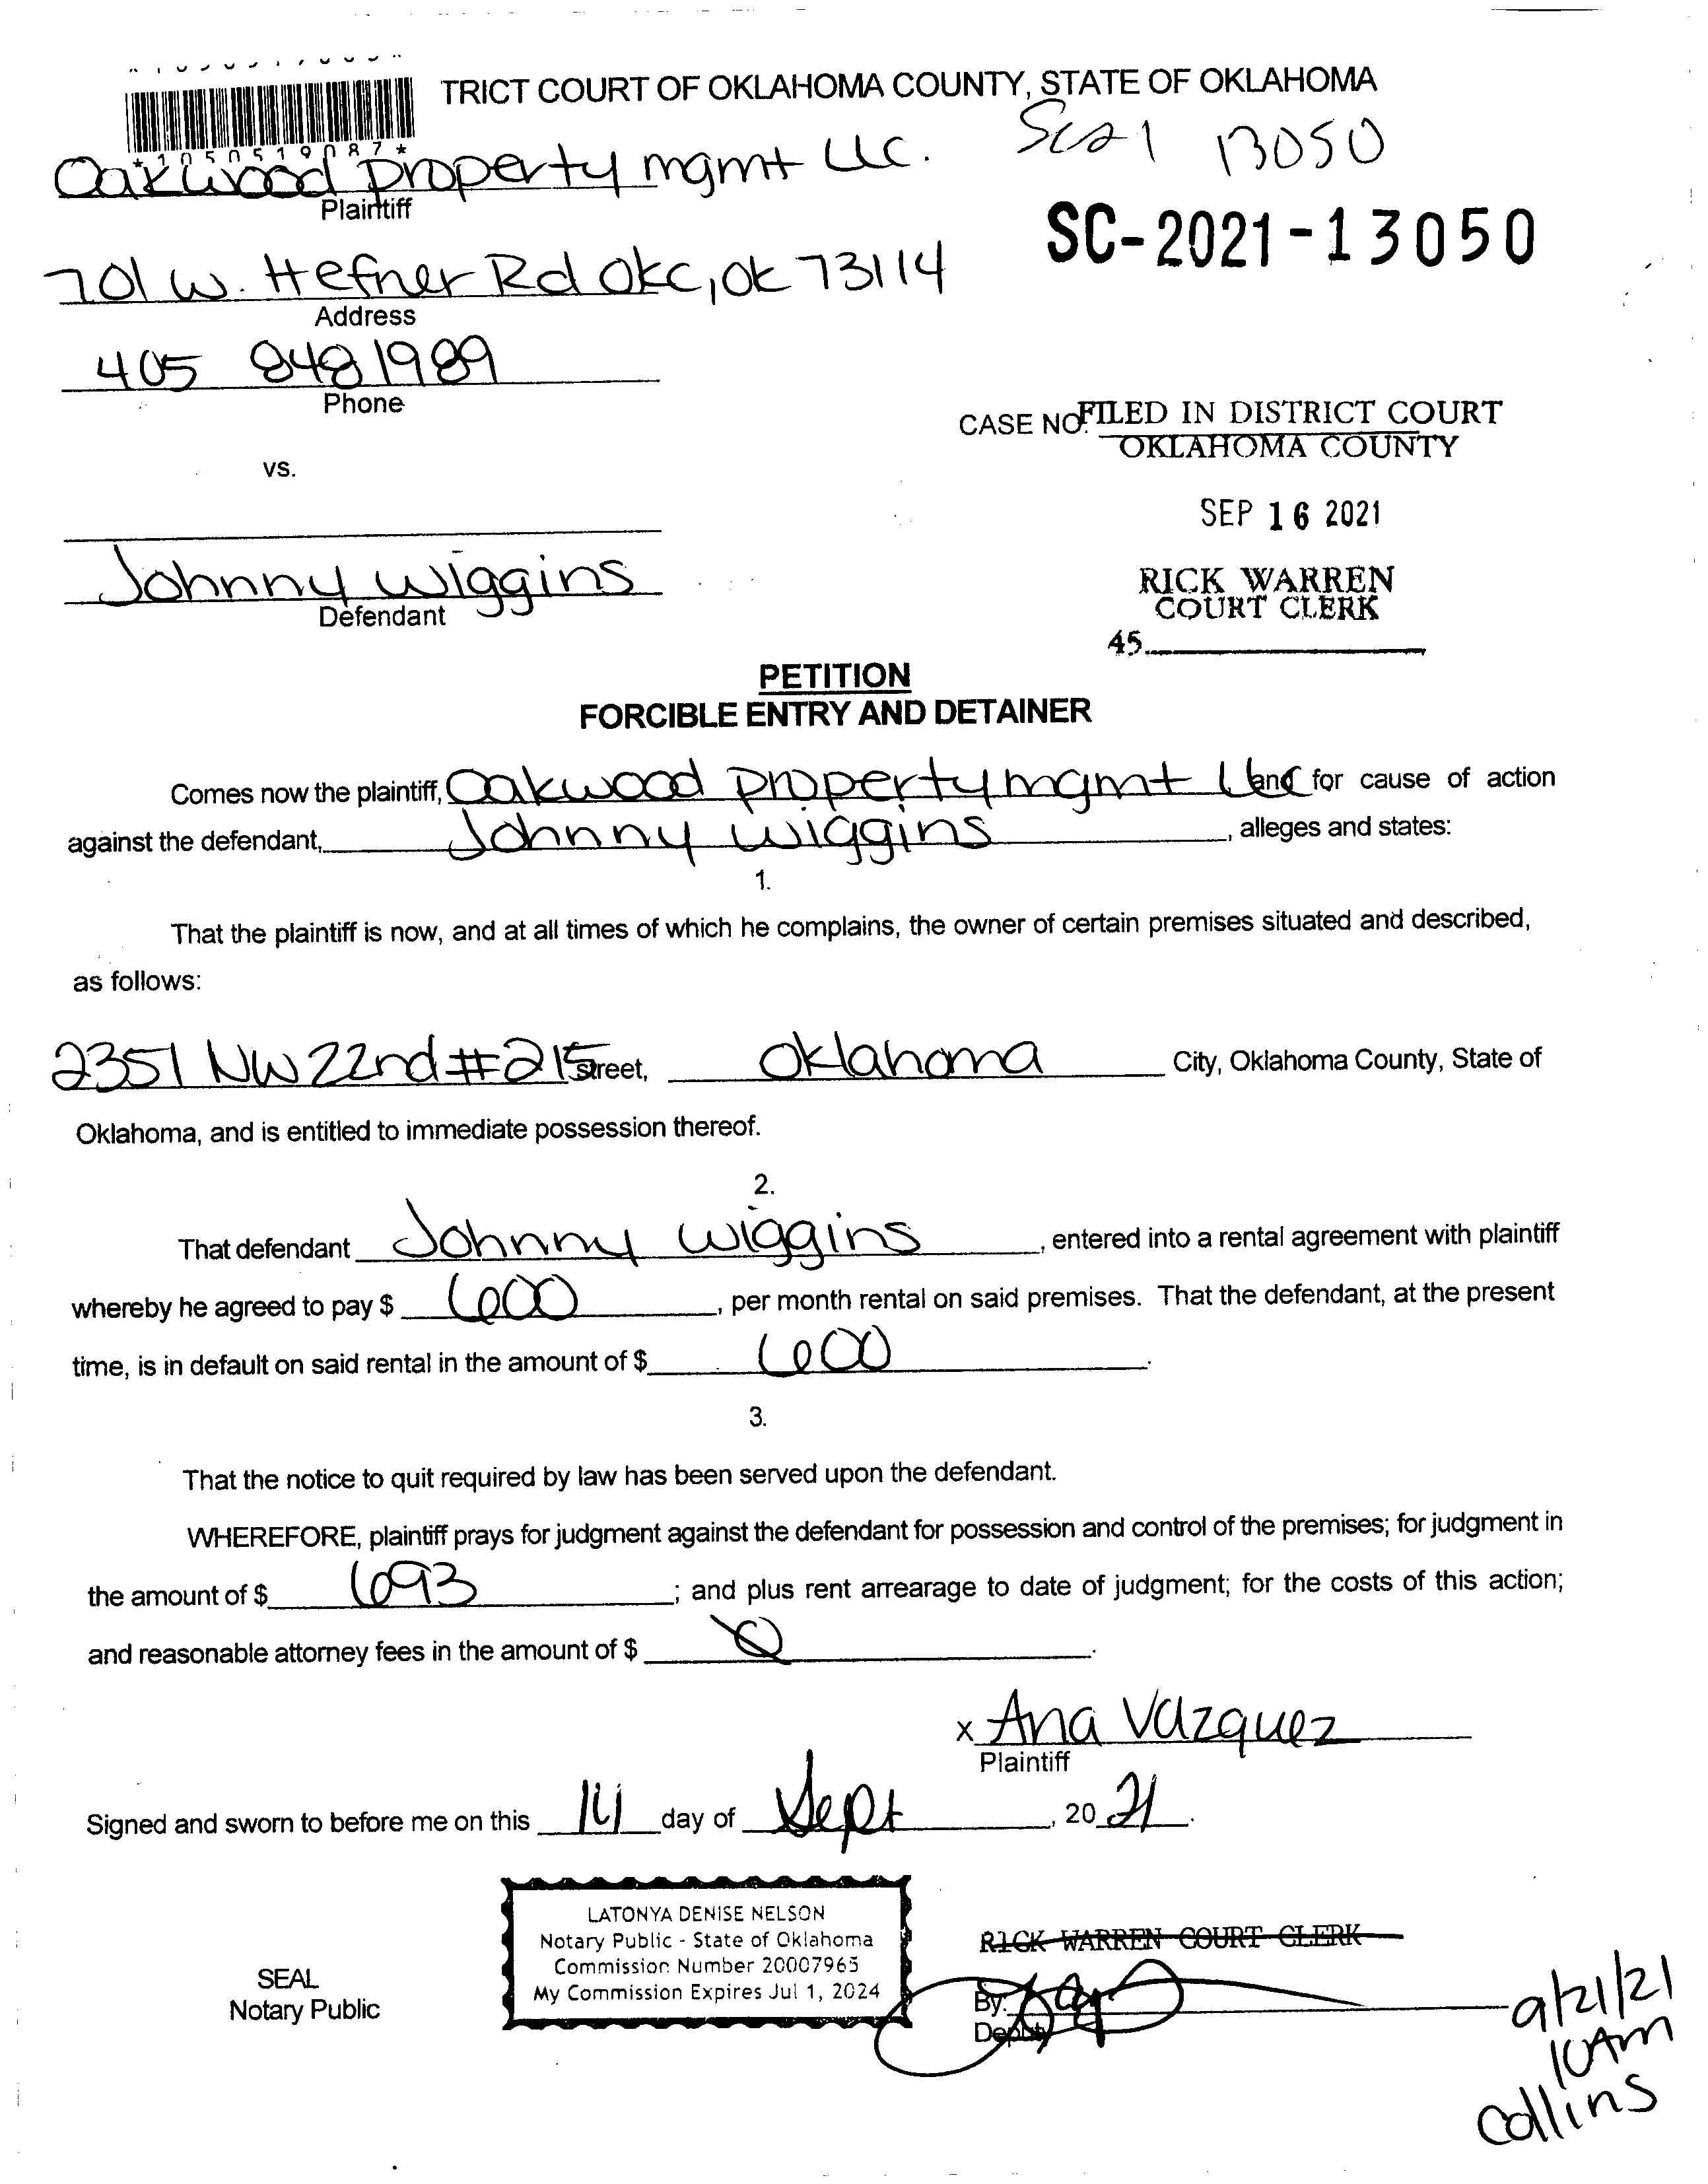 TRICT COURT OF OKLAHOMA COUNTY, STATE OF OKLAHOMA
*1050519087*
Oakwood property mgmt LLC.
Plaintiff
13050
SC-2021-13050
701 W. Hefner Rd OKC, OK 73114
Address
405 848 1989
Phone
CASE NO.
FILED IN DISTRICT COURT
OKLAHOMA COUNTY
vs.
SEP 16 2021
Johnny Wiggins
Defendant
RICK WARREN
COURT CLERK
45
PETITION
FORCIBLE ENTRY AND DETAINER
Comes now the plaintiff, Oakwood property mgmt LLC and for cause of action
against the defendant, Johnny Wiggins, alleges and states:
1.
That the plaintiff is now, and at all times of which he complains, the owner of certain premises situated and described,
as follows:
2351 NW 22nd #215 Street, Oklahoma City, Oklahoma County, State of
Oklahoma, and is entitled to immediate possession thereof.
2.
That defendant Johnny Wiggins, entered into a rental agreement with plaintiff
whereby he agreed to pay $ 600, per month rental on said premises. That the defendant, at the present
time, is in default on said rental in the amount of $ 600.
3.
That the notice to quit required by law has been served upon the defendant.
WHEREFORE, plaintiff prays for judgment against the defendant for possession and control of the premises; for judgment in
the amount of $ 693; and plus rent arrearage to date of judgment; for the costs of this action;
and reasonable attorney fees in the amount of $ 0.
x Ana Vazquez
Plaintiff
Signed and sworn to before me on this 14 day of Sept, 2021.
LATONYA DENISE NELSON
Notary Public - State of Oklahoma
Commission Number 20007965
My Commission Expires Jul 1, 2024
SEAL
Notary Public
RICK WARREN COURT CLERK
By:
Deputy
9/21/21
10 Am
Collins